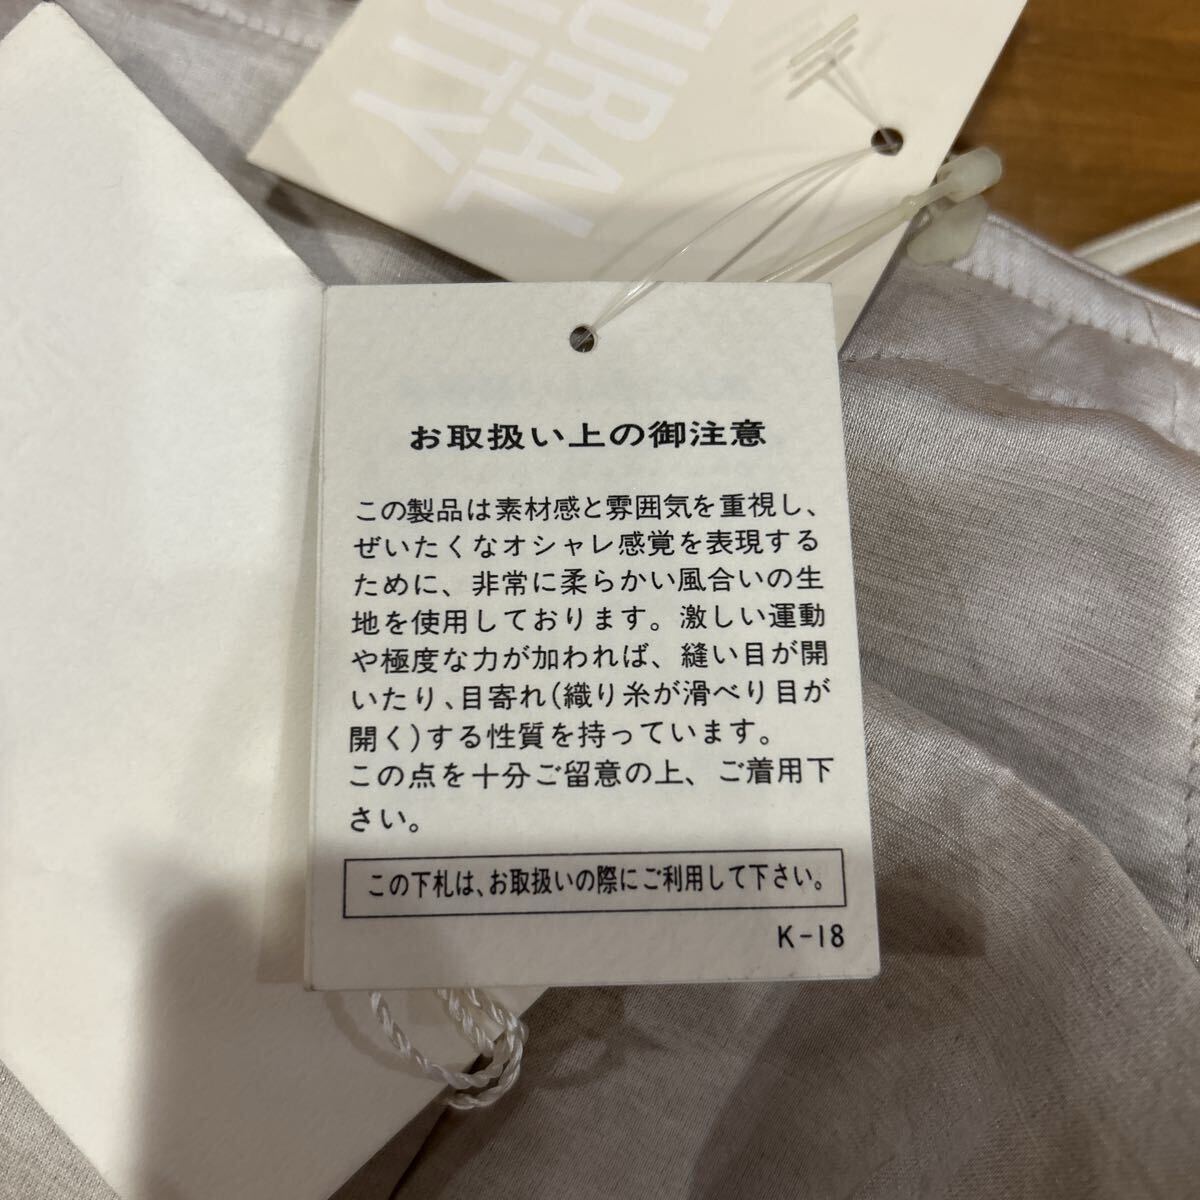 TURAL
UTY
お取扱い上の御注意
この製品は素材感と雰囲気を重視し、
ぜいたくなオシャレ感覚を表現する
ために、非常に柔らかい風合いの生
地を使用しております。激しい運動
や極度な力が加われば、縫い目が開
いたり、目寄れ(織り糸が滑べり目が
開く)する性質を持っています。
この点を十分ご留意の上、ご着用下
さい。
この下札は、お取扱いの際にご利用して下さい。
K-18